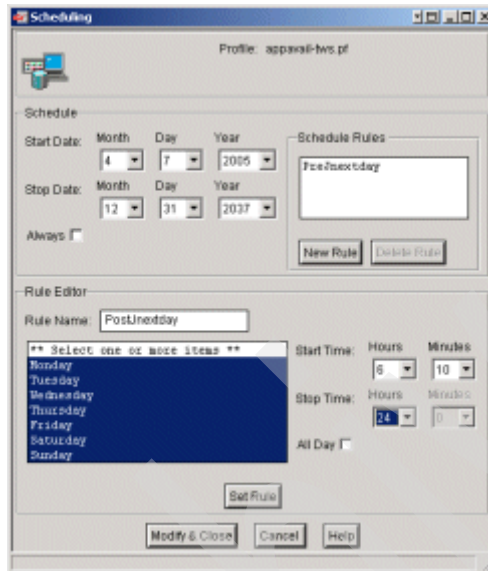 Scheduling
Profile: appavail-tws.pf
Schedule
Start Date: Month Day Year
4 7 2005
Stop Date: Month Day Year
12 31 2037
Always
Schedule Rules
PreJnextday
New Rule Delete Rule
Rule Editor
Rule Name: PostJnextday
** Select one or more items **
Monday
Tuesday
Wednesday
Thursday
Friday
Saturday
Sunday
Start Time: Hours Minutes
6 10
Stop Time: Hours Minutes
24 0
All Day
Set Rule
Modify & Close Cancel Help